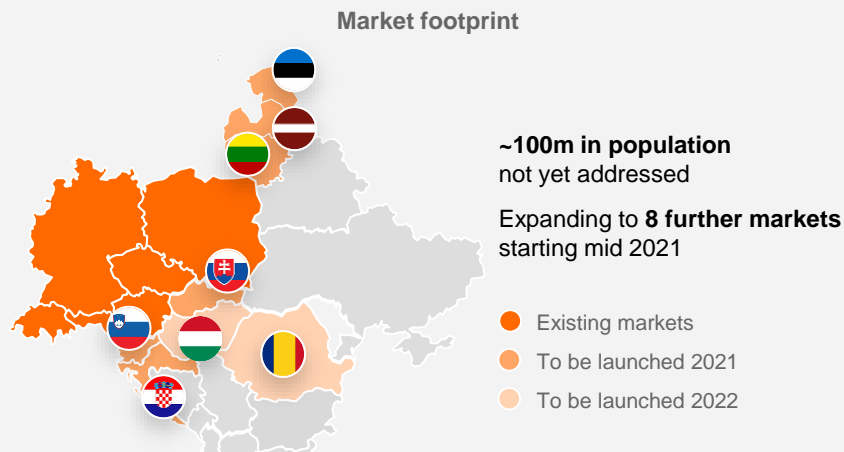 Market footprint
~100m in population
not yet addressed
Expanding to 8 further markets
starting mid 2021
Existing markets
To be launched 2021
To be launched 2022